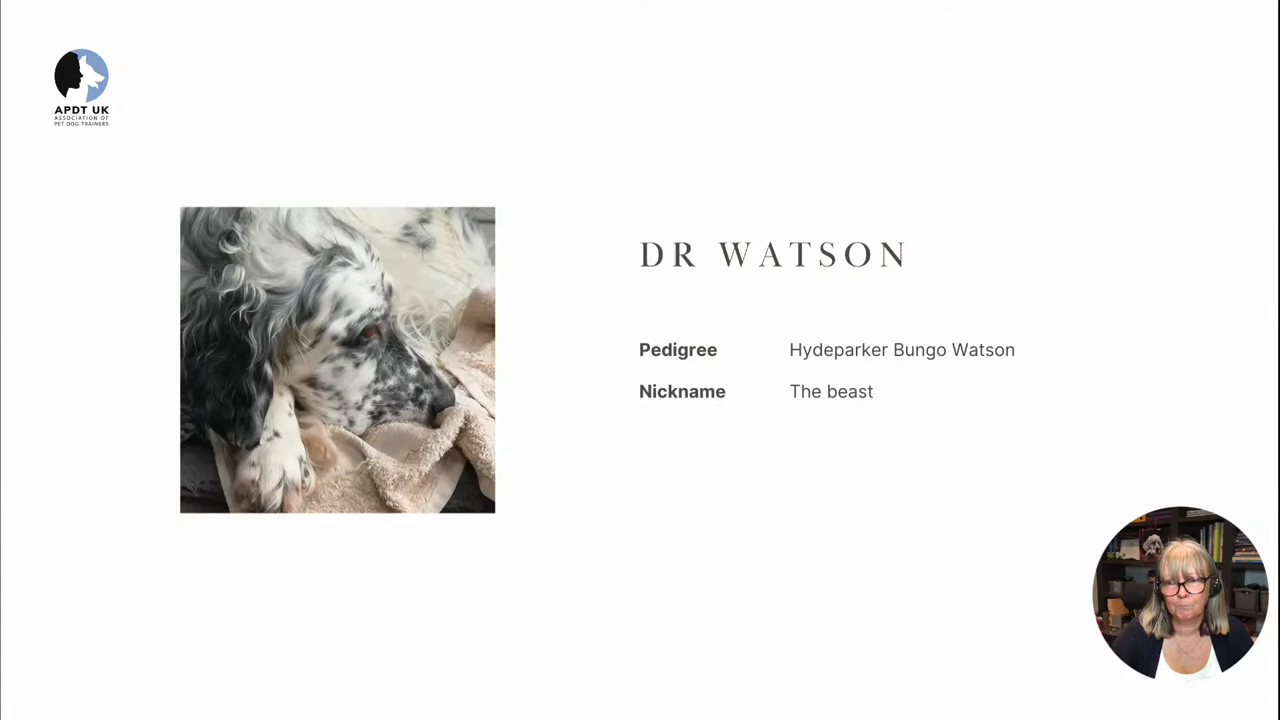 APDT UK
ASSOCIATION OF
PET DOG TRAINERS
DR WATSON
Pedigree Hydeparker Bungo Watson
Nickname The beast